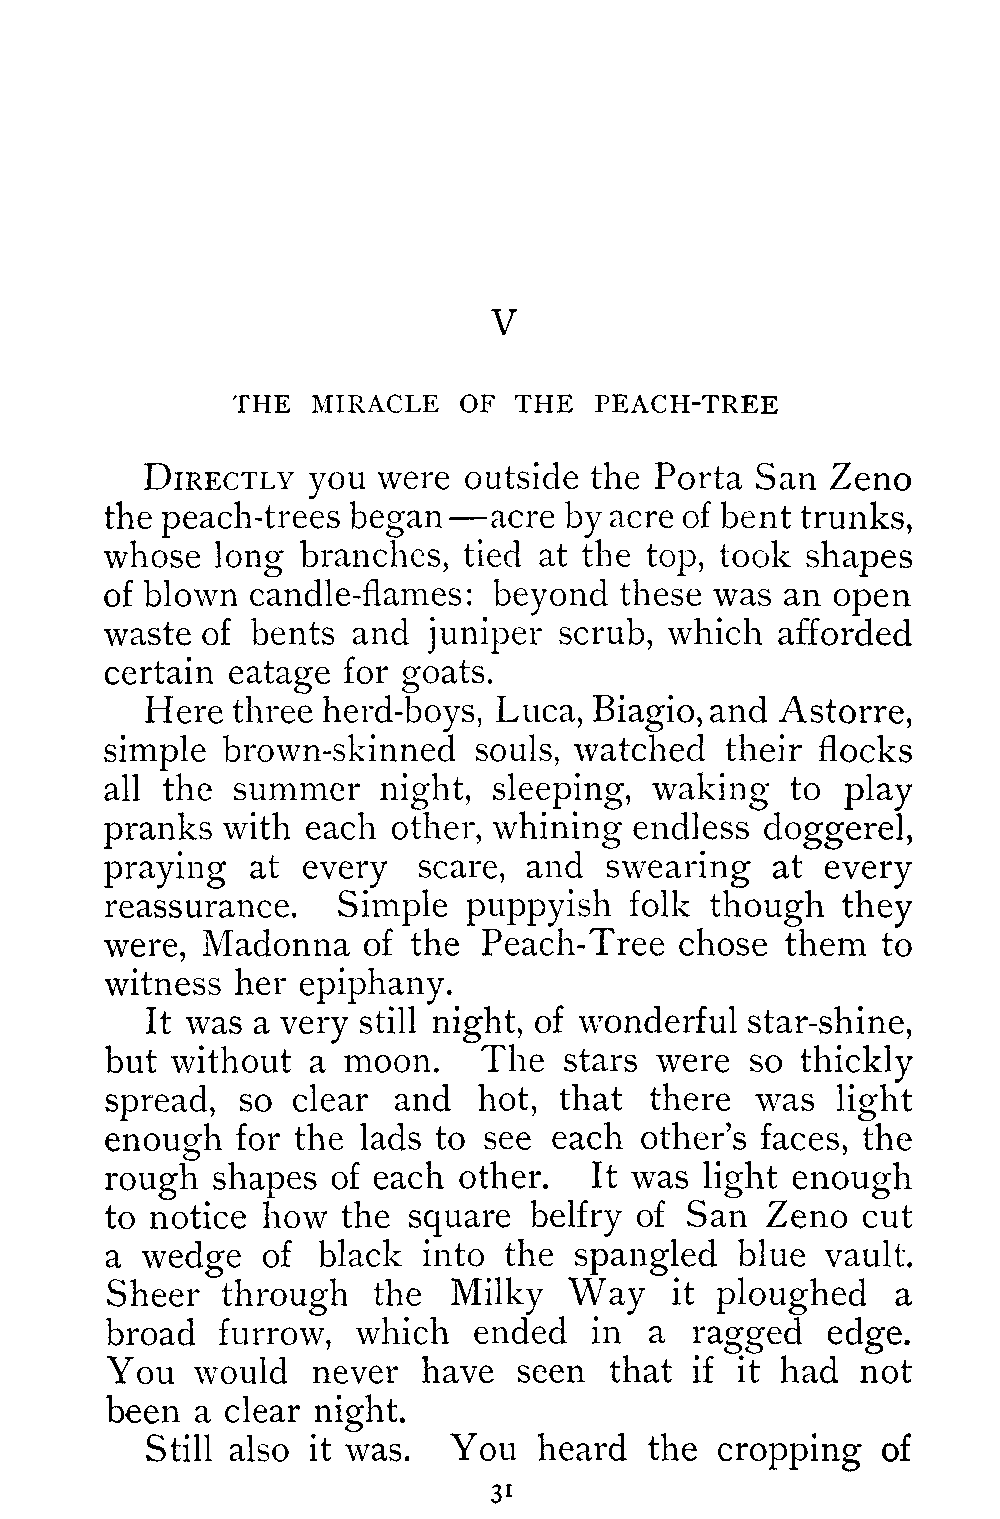 V
THE MIRACLE OF THE PEACH-TREE
DIRECTLY you were outside the Porta San Zeno
the peach-trees began—acre by acre of bent trunks,
whose long branches, tied at the top, took shapes
of blown candle-flames: beyond these was an open
waste of bents and juniper scrub, which afforded
certain eatage for goats.
Here three herd-boys, Luca, Biagio, and Astorre,
simple brown-skinned souls, watched their flocks
all the summer night, sleeping, waking to play
pranks with each other, whining endless doggerel,
praying at every scare, and swearing at every
reassurance. Simple puppyish folk though they
were, Madonna of the Peach-Tree chose them to
witness her epiphany.
It was a very still night, of wonderful star-shine,
but without a moon. The stars were so thickly
spread, so clear and hot, that there was light
enough for the lads to see each other's faces, the
rough shapes of each other. It was light enough
to notice how the square belfry of San Zeno cut
a wedge of black into the spangled blue vault.
Sheer through the Milky Way it ploughed a
broad furrow, which ended in a ragged edge.
You would never have seen that if it had not
been a clear night.
Still also it was. You heard the cropping of
31